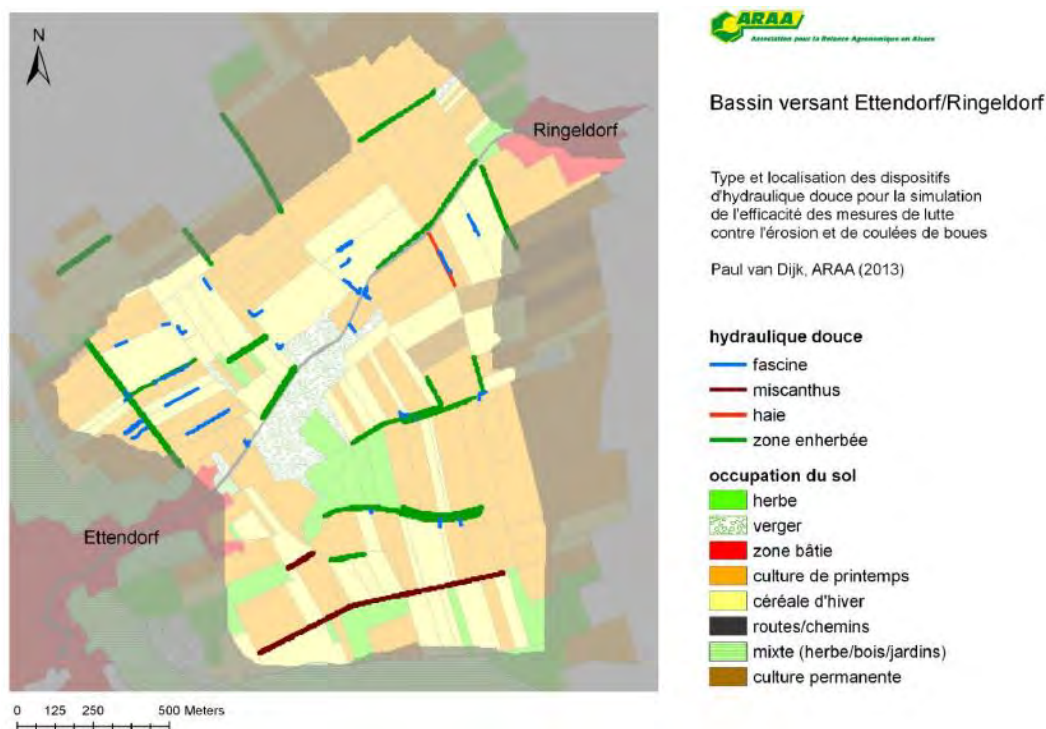 N
Ringeldorf
Ettendorf
0 125 250 500 Meters
ARAA
Association pour la Relance Agronomique en Alsace
Bassin versant Ettendorf/Ringeldorf
Type et localisation des dispositifs
d'hydraulique douce pour la simulation
de l'efficacité des mesures de lutte
contre l'érosion et de coulées de boues
Paul van Dijk, ARAA (2013)
hydraulique douce
fascine
miscanthus
haie
zone enherbée
occupation du sol
herbe
verger
zone bâtie
culture de printemps
céréale d'hiver
routes/chemins
mixte (herbe/bois/jardins)
culture permanente